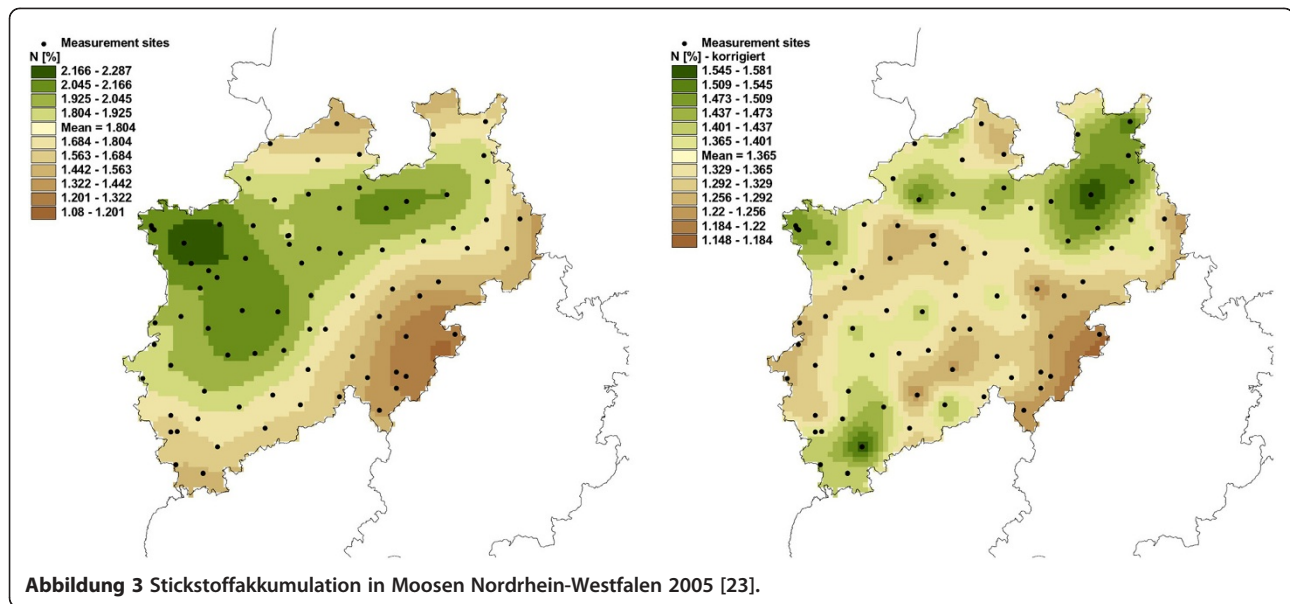 Measurement sites
N [%]
2.166 - 2.287
2.045 - 2.166
1.925 - 2.045
1.804 - 1.925
Mean = 1.804
1.684 - 1.804
1.563 - 1.684
1.442 - 1.563
1.322 - 1.442
1.201 - 1.322
1.08 - 1.201
Measurement sites
N [%] - korrigiert
1.545 - 1.581
1.509 - 1.545
1.473 - 1.509
1.437 - 1.473
1.401 - 1.437
1.365 - 1.401
Mean = 1.365
1.329 - 1.365
1.292 - 1.329
1.256 - 1.292
1.22 - 1.256
1.184 - 1.22
1.148 - 1.184
Abbildung 3 Stickstoffakkumulation in Moosen Nordrhein-Westfalen 2005 [23].